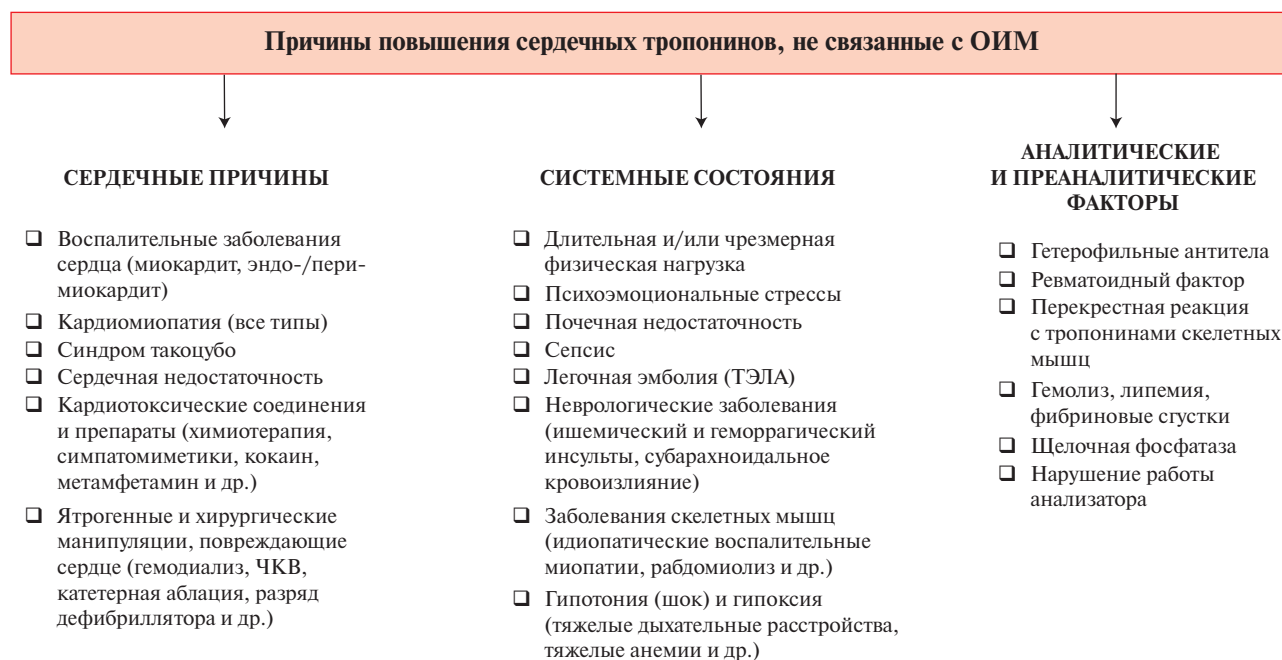 Причины повышения сердечных тропонинов, не связанные с ОИМ
СЕРДЕЧНЫЕ ПРИЧИНЫ
❑ Воспалительные заболевания
сердца (миокардит, эндо-/пери-
миокардит)
❑ Кардиомиопатия (все типы)
❑ Синдром такоцубо
❑ Сердечная недостаточность
❑ Кардиотоксические соединения
и препараты (химиотерапия,
симпатомиметики, кокаин,
метамфетамин и др.)
❑ Ятрогенные и хирургические
манипуляции, повреждающие
сердце (гемодиализ, ЧКВ,
катетерная аблация, разряд
дефибриллятора и др.)
СИСТЕМНЫЕ СОСТОЯНИЯ
❑ Длительная и/или чрезмерная
физическая нагрузка
❑ Психоэмоциональные стрессы
❑ Почечная недостаточность
❑ Сепсис
❑ Легочная эмболия (ТЭЛА)
❑ Неврологические заболевания
(ишемический и геморрагический
инсульты, субарахноидальное
кровоизлияние)
❑ Заболевания скелетных мышц
(идиопатические воспалительные
миопатии, рабдомиолиз и др.)
❑ Гипотония (шок) и гипоксия
(тяжелые дыхательные расстройства,
тяжелые анемии и др.)
АНАЛИТИЧЕСКИЕ
И ПРЕАНАЛИТИЧЕСКИЕ
ФАКТОРЫ
❑ Гетерофильные антитела
❑ Ревматоидный фактор
❑ Перекрестная реакция
с тропонинами скелетных
мышц
❑ Гемолиз, липемия,
фибриновые сгустки
❑ Щелочная фосфатаза
❑ Нарушение работы
анализатора